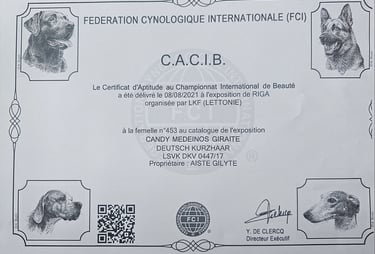 FEDERATION CYNOLOGIQUE INTERNATIONALE (FCI)
C.A.C.I.B.
Le Certificat d'Aptitude au Championnat International de Beauté
a été délivré le 08/08/2021 à l'exposition de RIGA
organisée par LKF (LETTONIE)
FCI
à la femelle n°453 au catalogue de l'exposition
CANDY MEDEINOS GIRAITE
DEUTSCH KURZHAAR
LSVK DKV 0447/17
Propriétaire : AISTE GILYTE
®
Y. DE CLERCQ
Directeur Exécutif